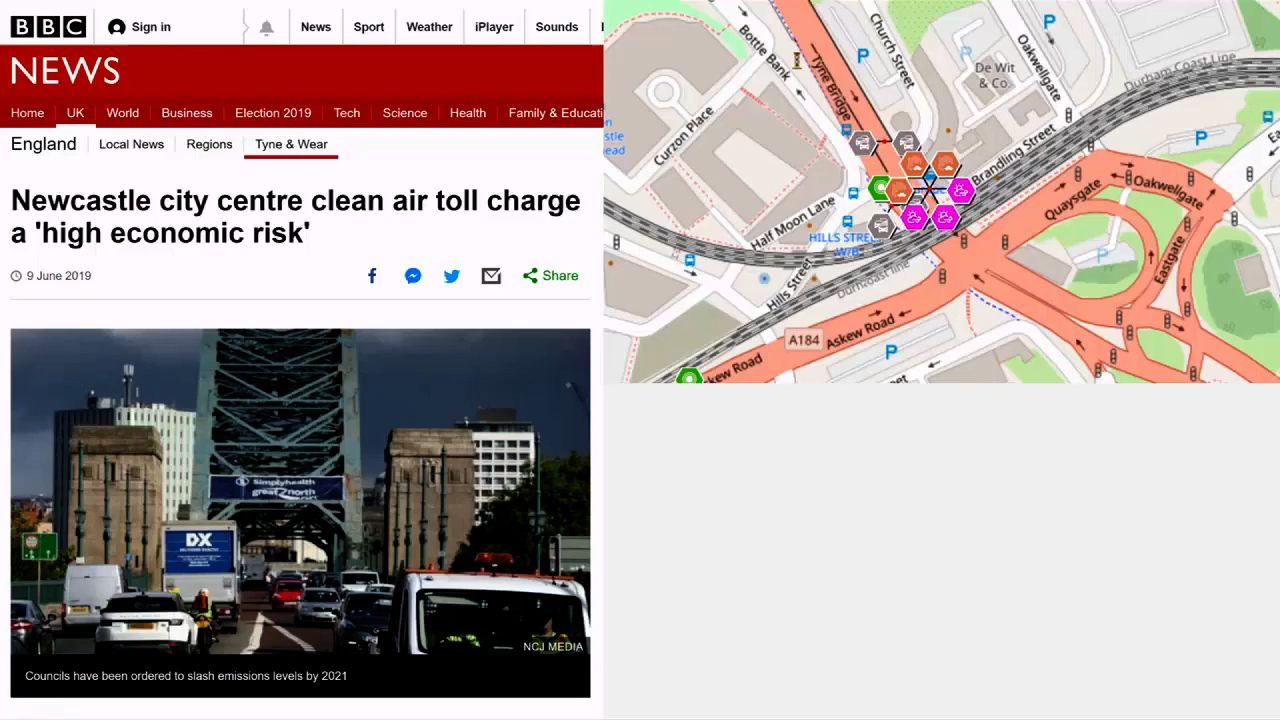 BBC
Sign in
News
Sport
Weather
iPlayer
Sounds
NEWS
Home
UK
World
Business
Election 2019
Tech
Science
Health
Family & Educati
England
Local News
Regions
Tyne & Wear
Newcastle city centre clean air toll charge
a 'high economic risk'
9 June 2019
Share
Simplyhealth
great north
run
DX
NCJ MEDIA
Councils have been ordered to slash emissions levels by 2021
Bottle Bank
Tyne Bridge
Church Street
P
P
P
De Wit
& Co.
Oakwellgate
Durham Coast Line
Curzon Place
Brandling Street
P
Half Moon Lane
HILLS STREE
W/B
Quaysgate
Oakwellgate
Eastgate
P
Hills Street
Askew Road
A184
P
skew Road